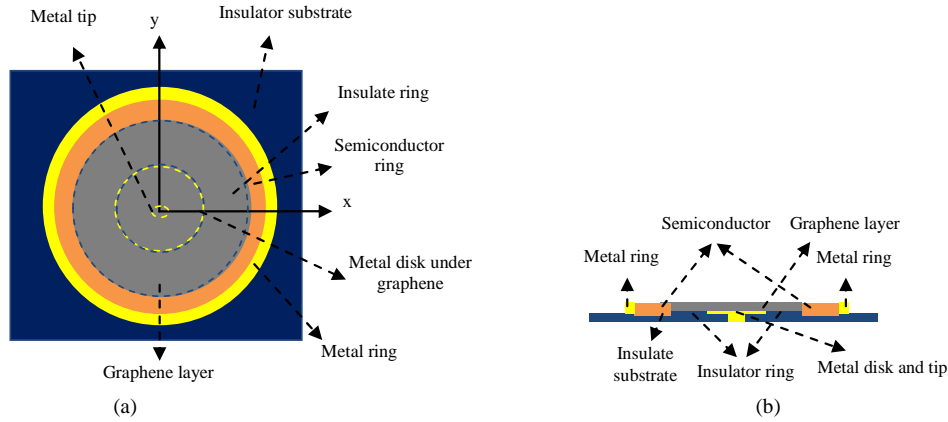 Metal tip
y
Insulator substrate
Insulate ring
Semiconductor
ring
x
Metal disk under
graphene
Metal ring
Graphene layer
(a)
Semiconductor
Graphene layer
Metal ring
Metal ring
Insulate
substrate
Insulator ring
Metal disk and tip
(b)